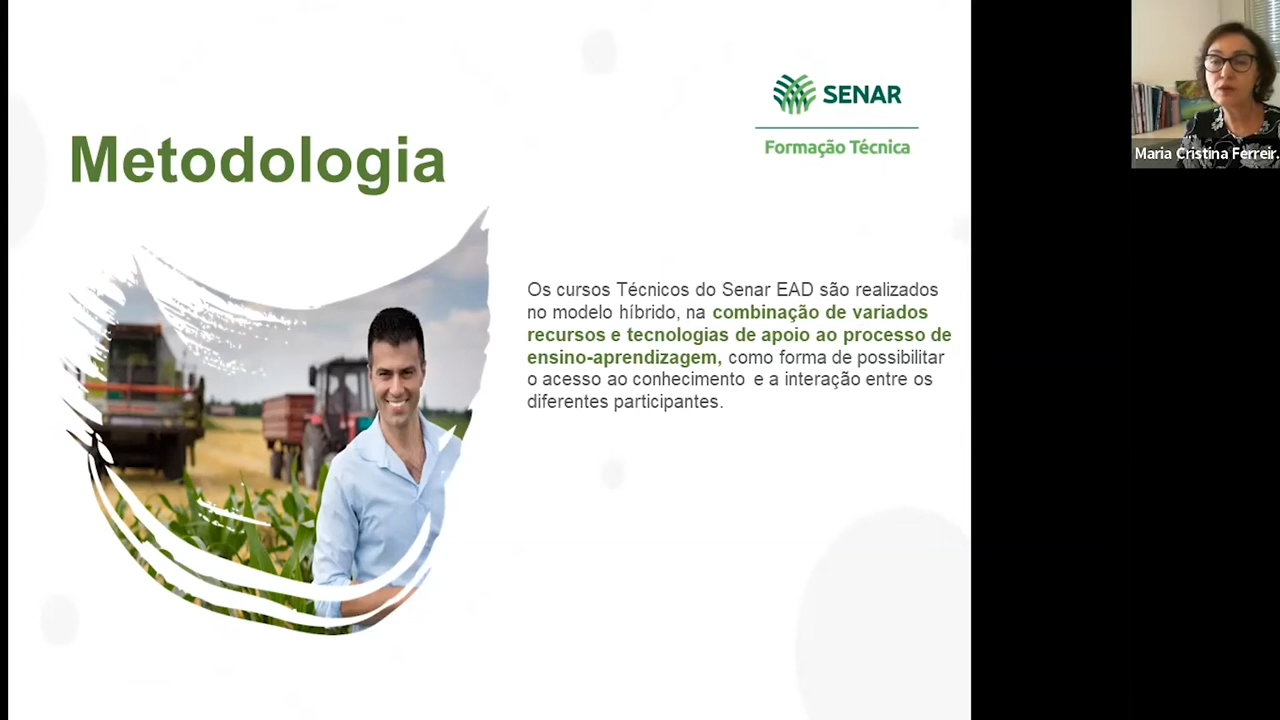 SENAR
Formação Técnica
Metodologia
Os cursos Técnicos do Senar EAD são realizados
no modelo híbrido, na combinação de variados
recursos e tecnologias de apoio ao processo de
ensino-aprendizagem, como forma de possibilitar
o acesso ao conhecimento e a interação entre os
diferentes participantes.
Maria Cristina Ferreir.